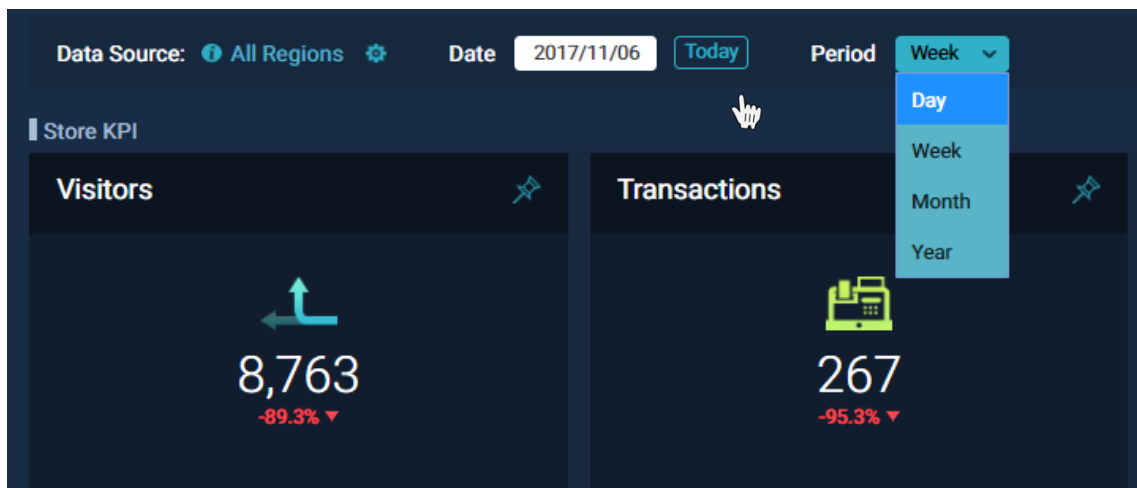 Data Source: All Regions Date 2017/11/06 Today Period Week
Day
Week
Month
Year
Store KPI
Visitors
Transactions
8,763
-89.3%
267
-95.3%